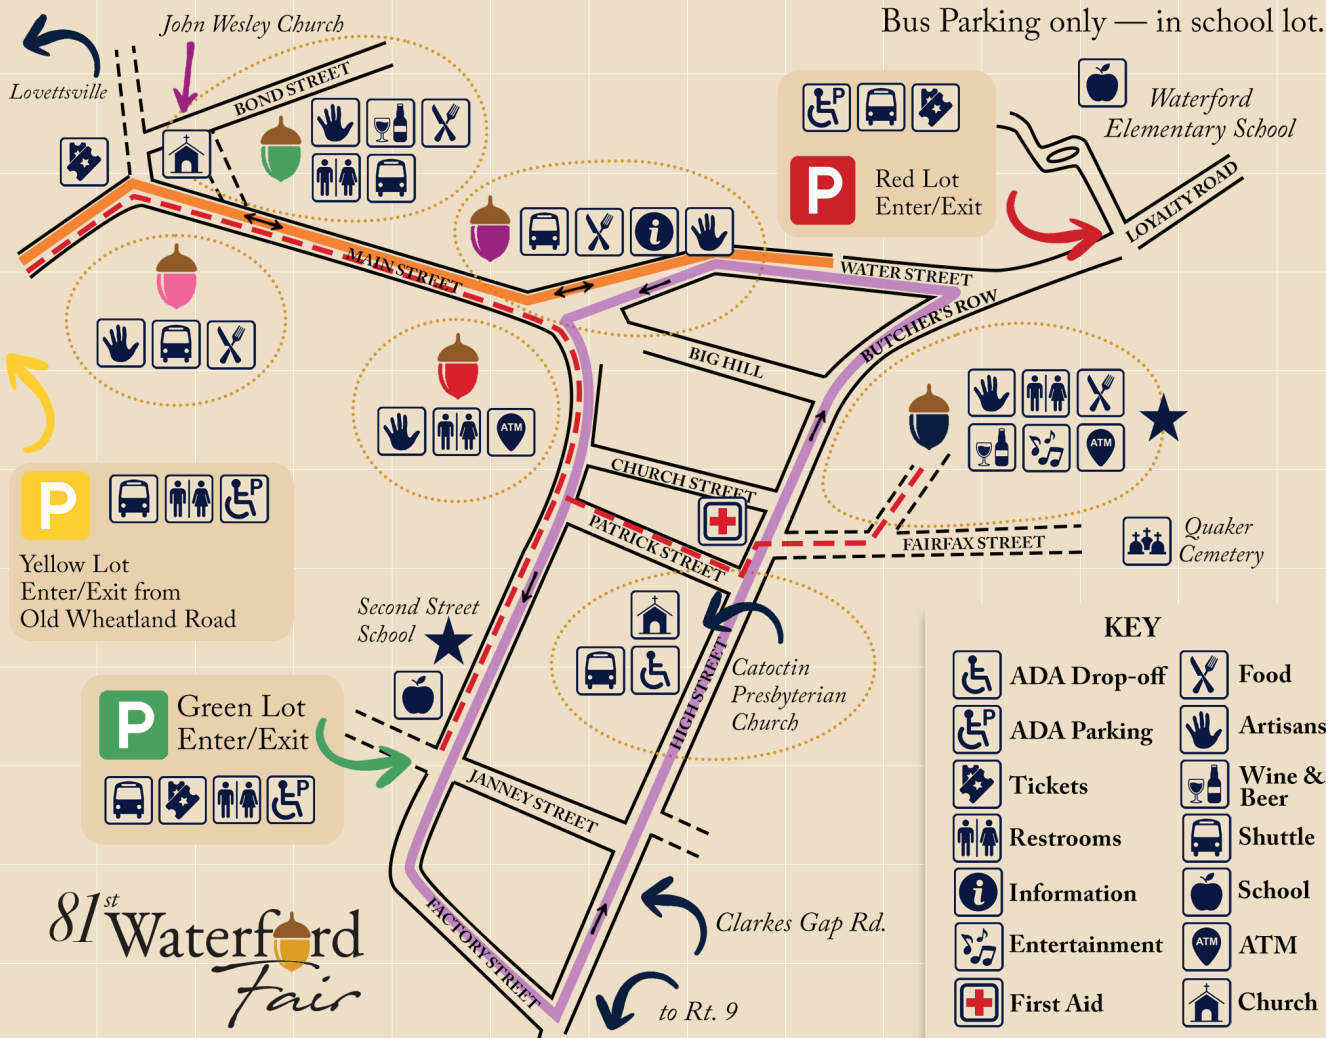 Bus Parking only — in school lot.
John Wesley Church
Lovettsville
BOND STREET
Waterford
Elementary School
P
Red Lot
Enter/Exit
LOYALTY ROAD
MAIN STREET
WATER STREET
BUTCHER'S ROW
BIG HILL
ATM
ATM
CHURCH STREET
PATRICK STREET
FAIRFAX STREET
Quaker
Cemetery
P
P
Yellow Lot
Enter/Exit from
Old Wheatland Road
P
Second Street
School
P
Green Lot
Enter/Exit
P
Catoctin
Presbyterian
Church
HIGH STREET
JANNEY STREET
FACTORY STREET
Clarkes Gap Rd.
to Rt. 9
81st Waterford
Fair
KEY
ADA Drop-off
Food
P
ADA Parking
Artisans
Tickets
Wine &
Beer
Restrooms
Shuttle
Information
School
Entertainment
ATM
ATM
First Aid
Church